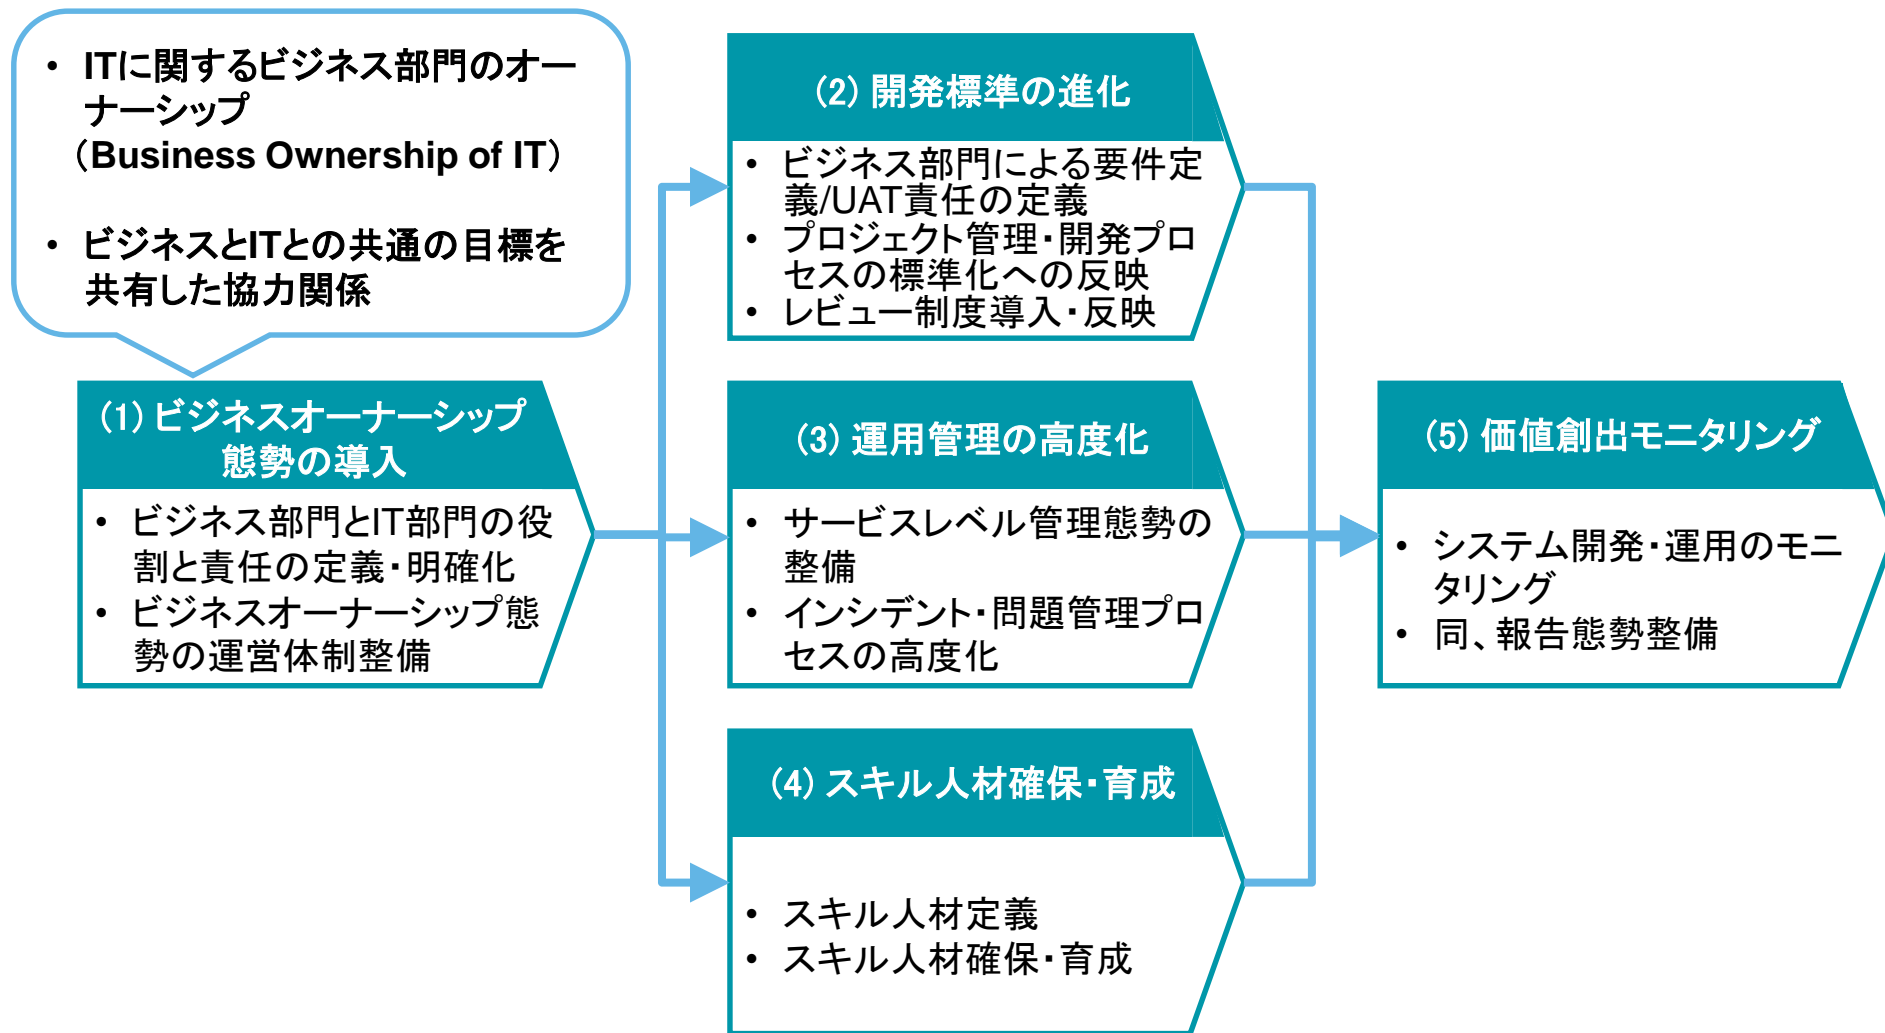 • ITに関するビジネス部門のオー
ナーシップ
（Business Ownership of IT）
• ビジネスとITとの共通の目標を
共有した協力関係
(1) ビジネスオーナーシップ
態勢の導入
• ビジネス部門とIT部門の役
割と責任の定義・明確化
• ビジネスオーナーシップ態
勢の運営体制整備
(2) 開発標準の進化
• ビジネス部門による要件定
義/UAT責任の定義
• プロジェクト管理・開発プロ
セスの標準化への反映
• レビュー制度導入・反映
(3) 運用管理の高度化
• サービスレベル管理態勢の
整備
• インシデント・問題管理プロ
セスの高度化
(4) スキル人材確保・育成
• スキル人材定義
• スキル人材確保・育成
(5) 価値創出モニタリング
• システム開発・運用のモニ
タリング
• 同、報告態勢整備